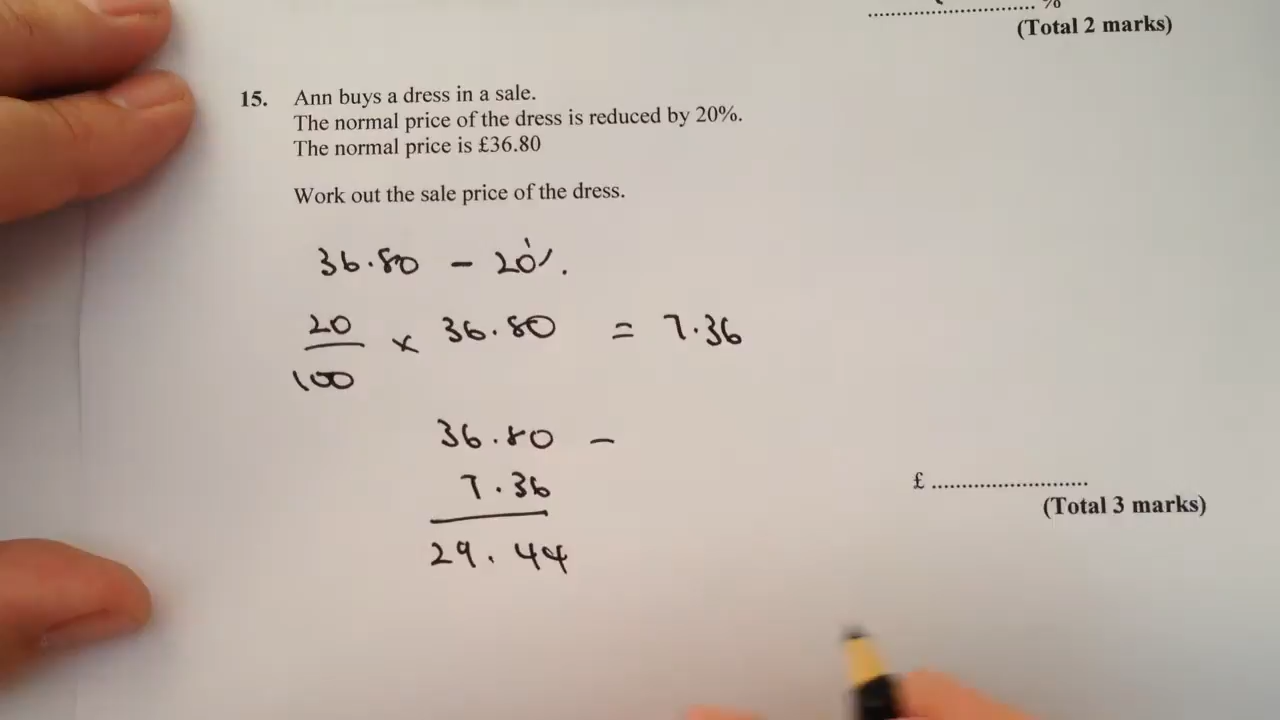 %
(Total 2 marks)
15. Ann buys a dress in a sale.
The normal price of the dress is reduced by 20%.
The normal price is £36.80
Work out the sale price of the dress.
36.80 - 20%.
20
100
× 36.80 = 7.36
36.80 -
7.36
29.44
£ ..........................
(Total 3 marks)